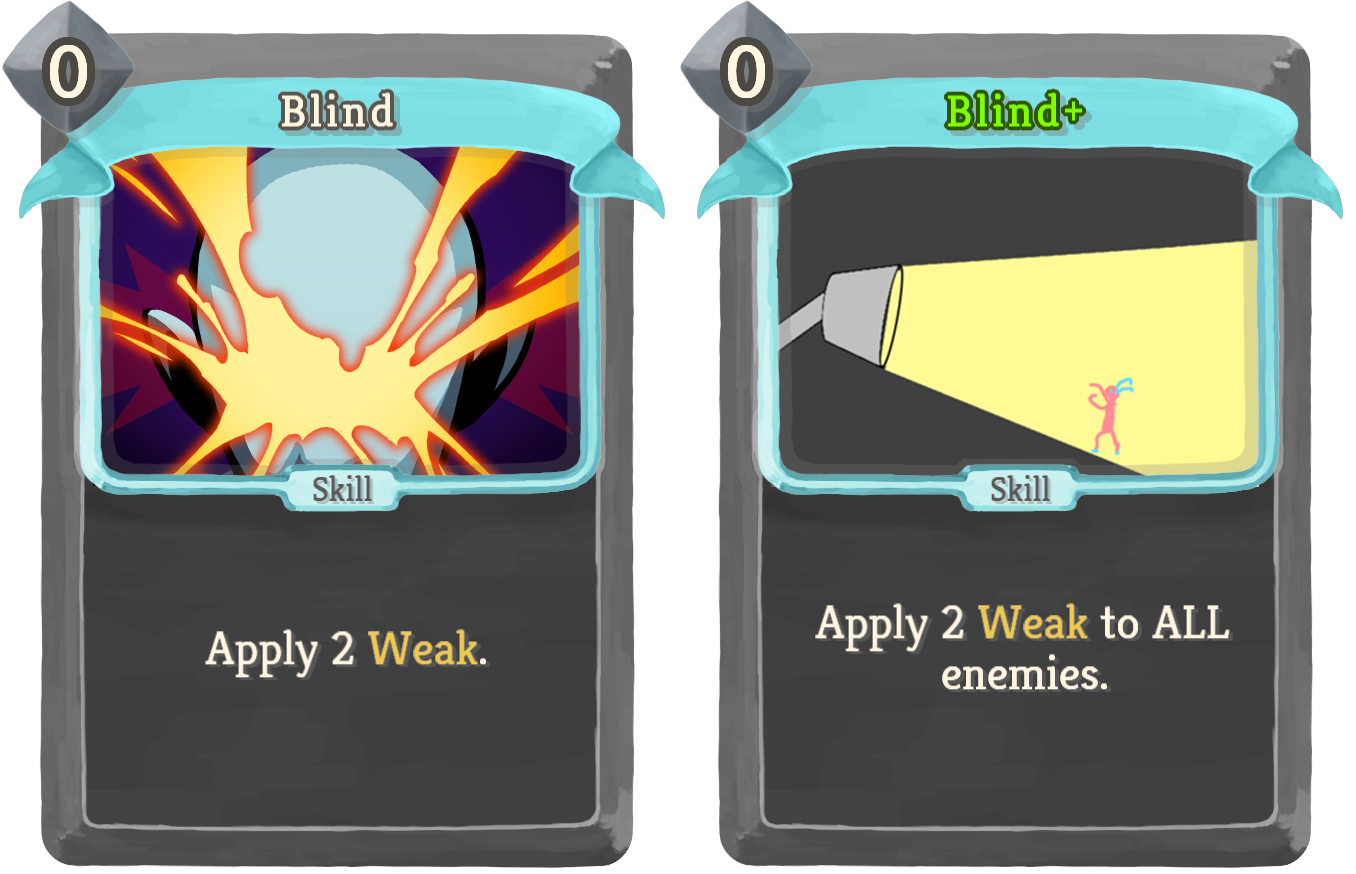 0
Blind
Skill
Apply 2 Weak.
0
Blind+
Skill
Apply 2 Weak to ALL
enemies.